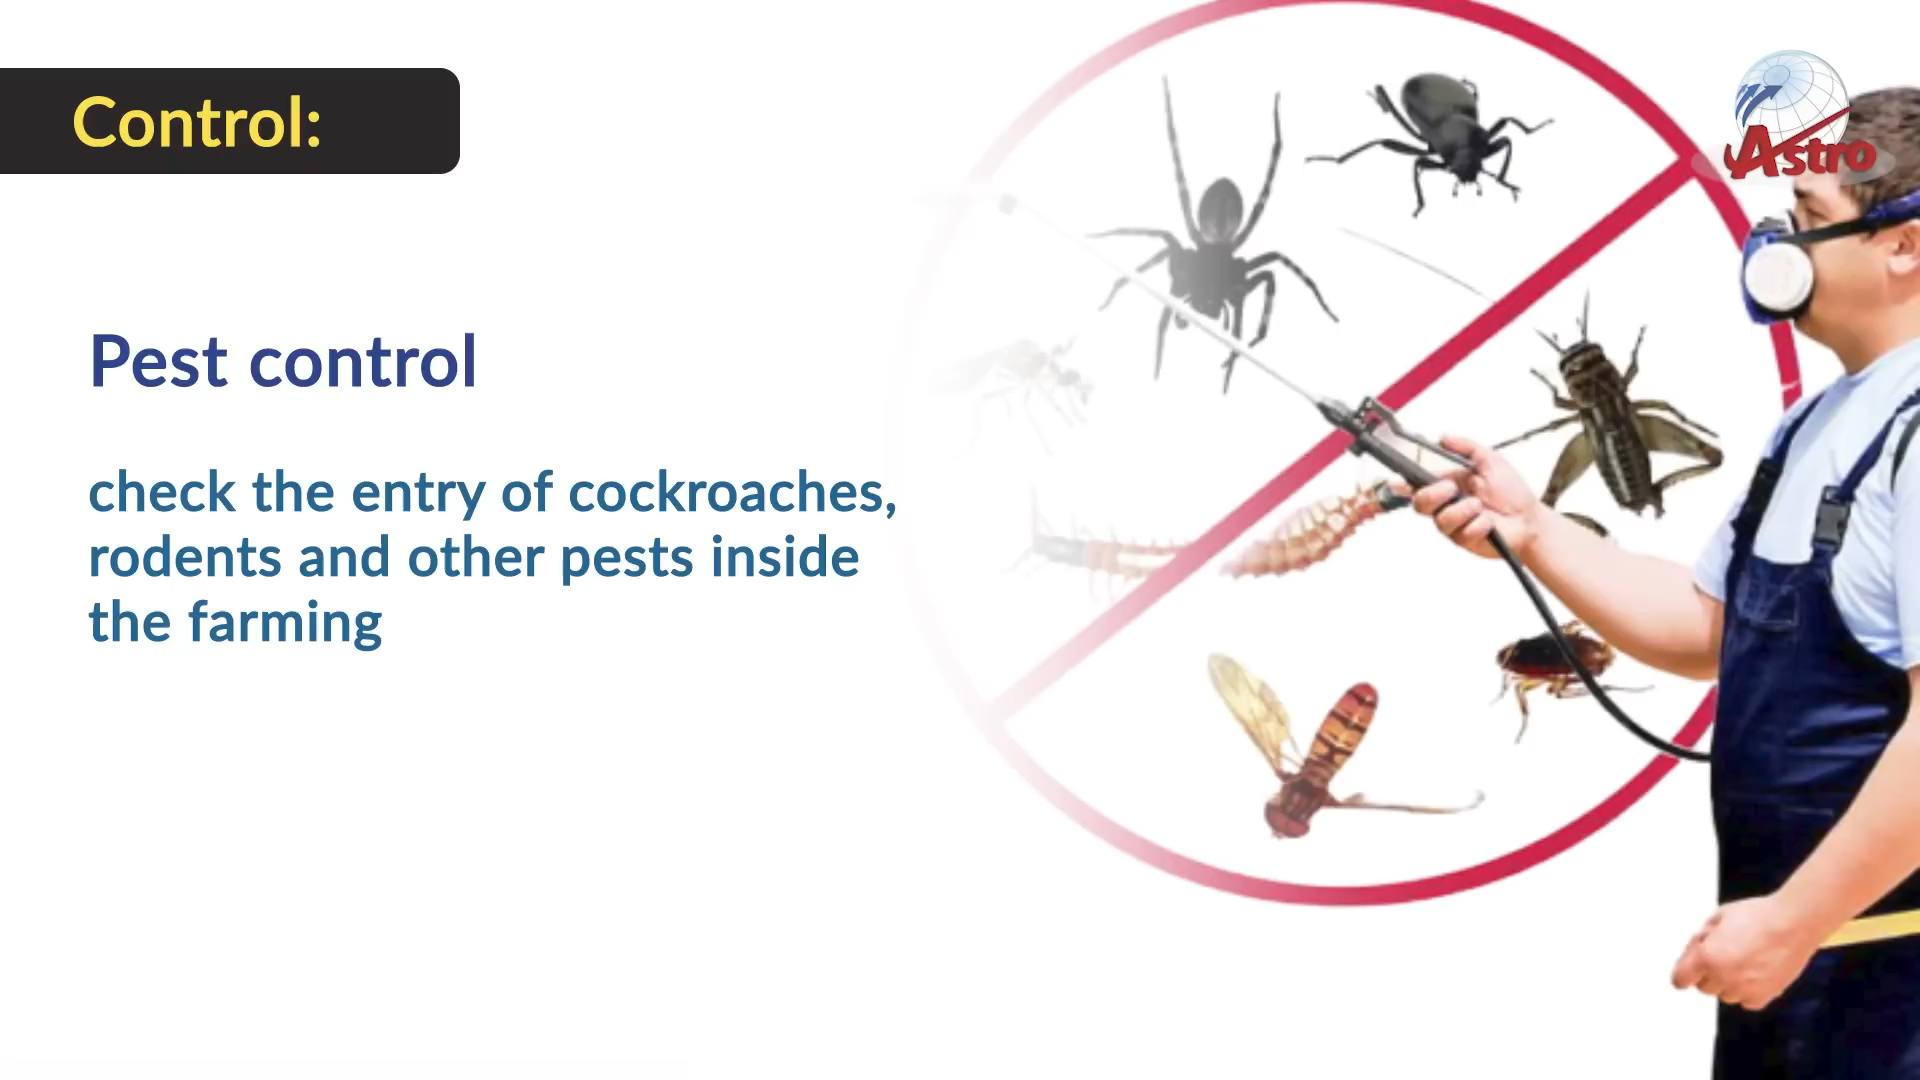 Control:
Astro
Pest control
check the entry of cockroaches,
rodents and other pests inside
the farming